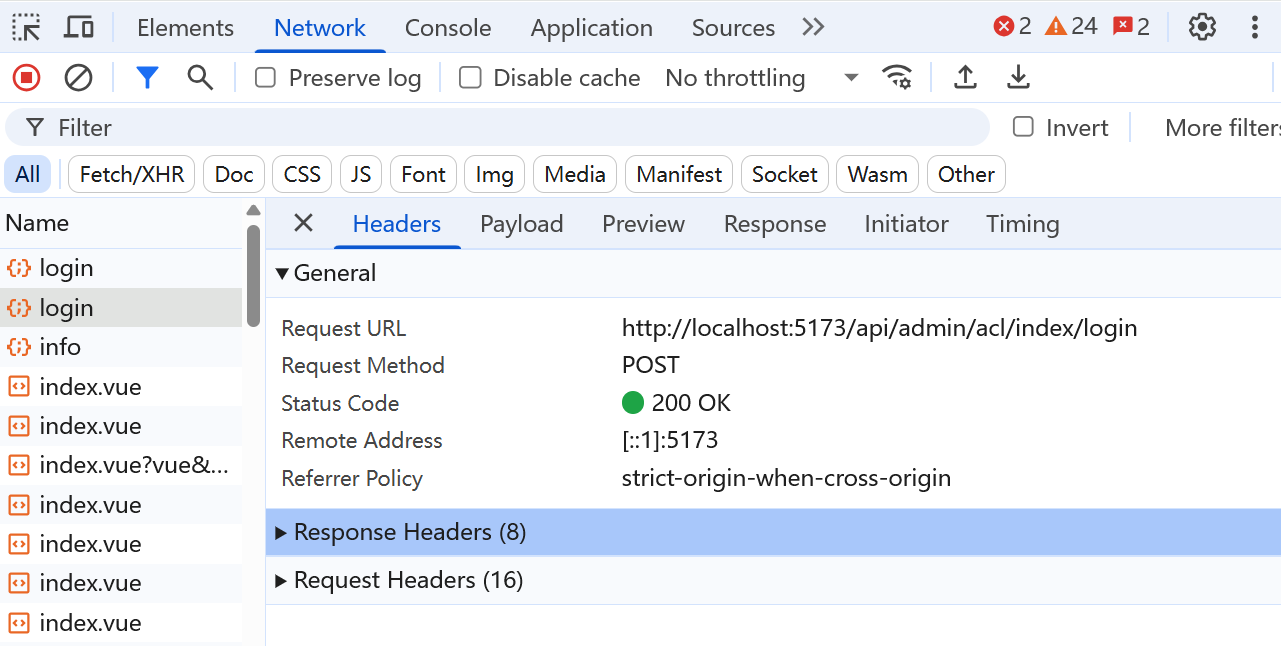 Elements Network Console Application Sources 2 24 2
Preserve log Disable cache No throttling
Filter Invert More filters
All Fetch/XHR Doc CSS JS Font Img Media Manifest Socket Wasm Other
Name
login
login
info
index.vue
index.vue
index.vue?vue&...
index.vue
index.vue
index.vue
index.vue
Headers Payload Preview Response Initiator Timing
General
Request URL http://localhost:5173/api/admin/acl/index/login
Request Method POST
Status Code 200 OK
Remote Address [::1]:5173
Referrer Policy strict-origin-when-cross-origin
Response Headers (8)
Request Headers (16)